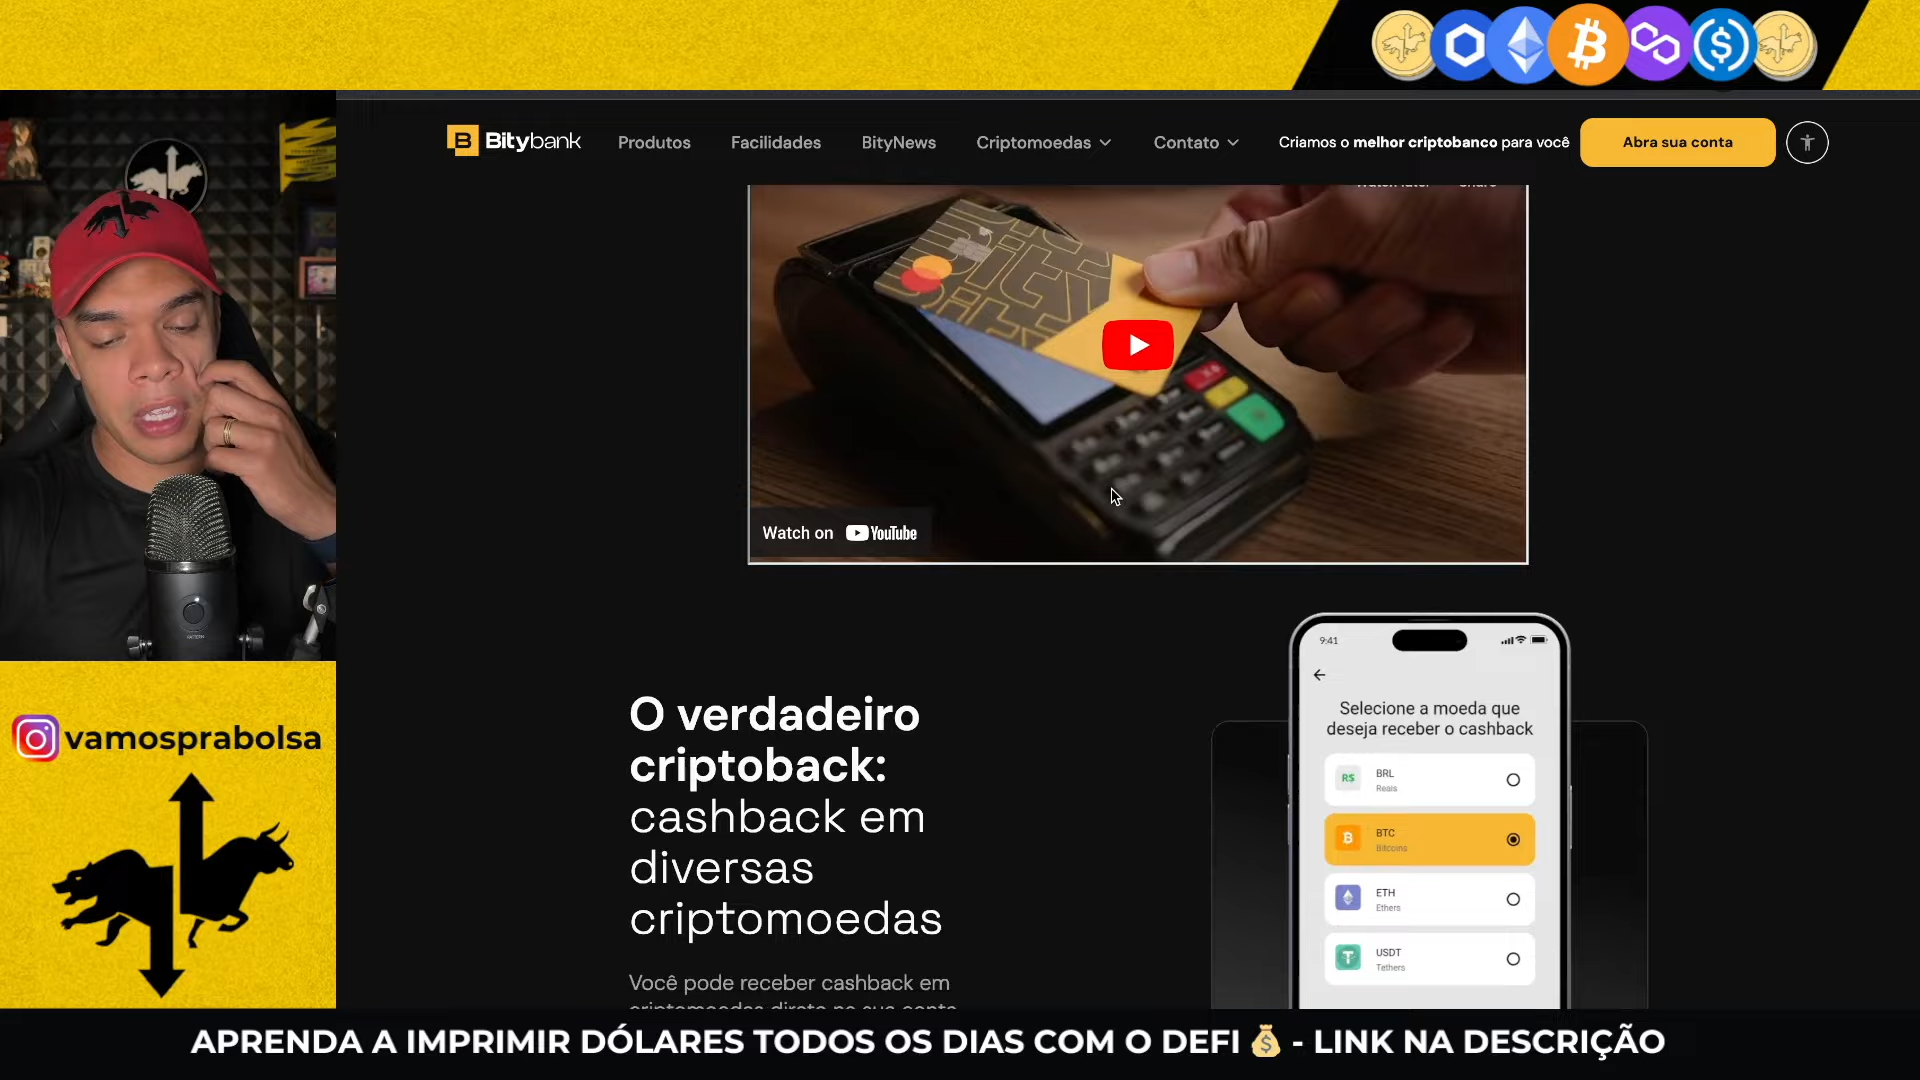 Bitybank
Produtos
Facilidades
BityNews
Criptomoedas
Contato
Criamos o melhor criptobanco para você
Abra sua conta
Watch on YouTube
9:41
Selecione a moeda que
deseja receber o cashback
R$
BRL
Reais
BTC
Bitcoins
ETH
Ethers
USDT
Tethers
O verdadeiro
criptoback:
cashback em
diversas
criptomoedas
Você pode receber cashback em
vamosprabolsa
APRENDA A IMPRIMIR DÓLARES TODOS OS DIAS COM O DEFI 💰 - LINK NA DESCRIÇÃO